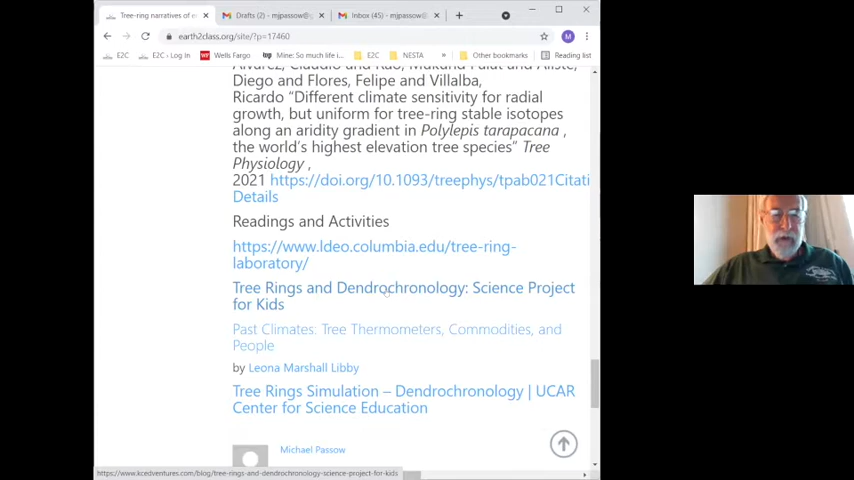 Tree-ring narratives of e
Drafts (2) - mjpassow@
Inbox (45) - mjpassow@
earth2class.org/site/?p=17460
M
E2C
E2C › Log In
Wells Fargo
Mine: So much life i...
E2C
NESTA
Other bookmarks
Reading list
Alvarez, Claudio and Rao, Mukund Palat and Aliste,
Diego and Flores, Felipe and Villalba,
Ricardo “Different climate sensitivity for radial
growth, but uniform for tree-ring stable isotopes
along an aridity gradient in Polylepis tarapacana ,
the world’s highest elevation tree species” Tree
Physiology ,
2021 https://doi.org/10.1093/treephys/tpab021Citati
Details
Readings and Activities
https://www.ldeo.columbia.edu/tree-ring-
laboratory/
Tree Rings and Dendrochronology: Science Project
for Kids
Past Climates: Tree Thermometers, Commodities, and
People
by Leona Marshall Libby
Tree Rings Simulation – Dendrochronology | UCAR
Center for Science Education
Michael Passow
https://www.kcedventures.com/blog/tree-rings-and-dendrochronology-science-project-for-kids